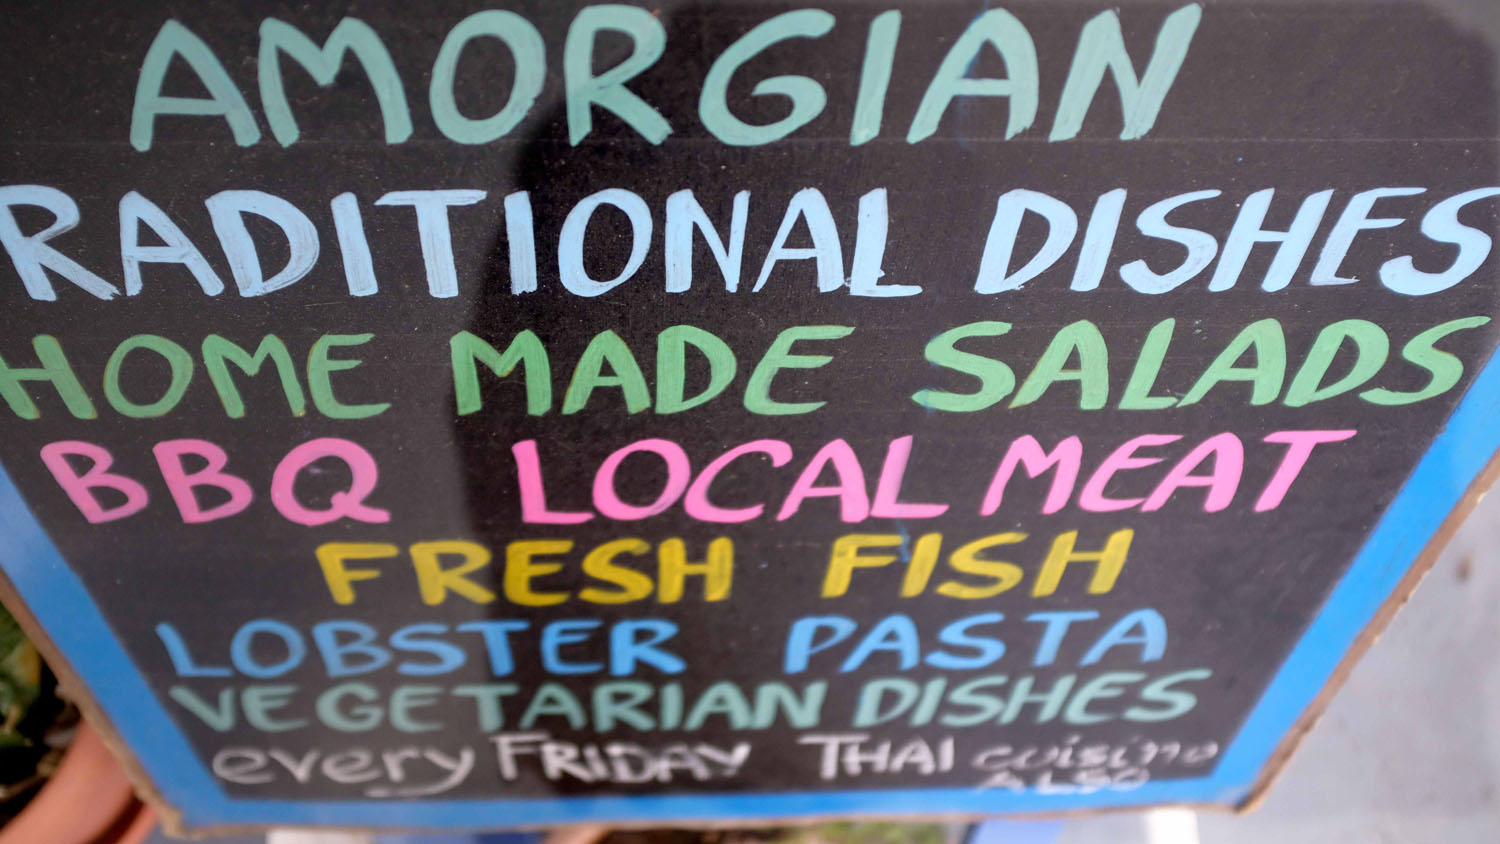 AMORGIAN
RADITIONAL DISHES
HOME MADE SALADS
BBQ LOCAL MEAT
FRESH FISH
LOBSTER PASTA
VEGETARIAN DISHES
every FRIDAY THAI cuisino
ALSO